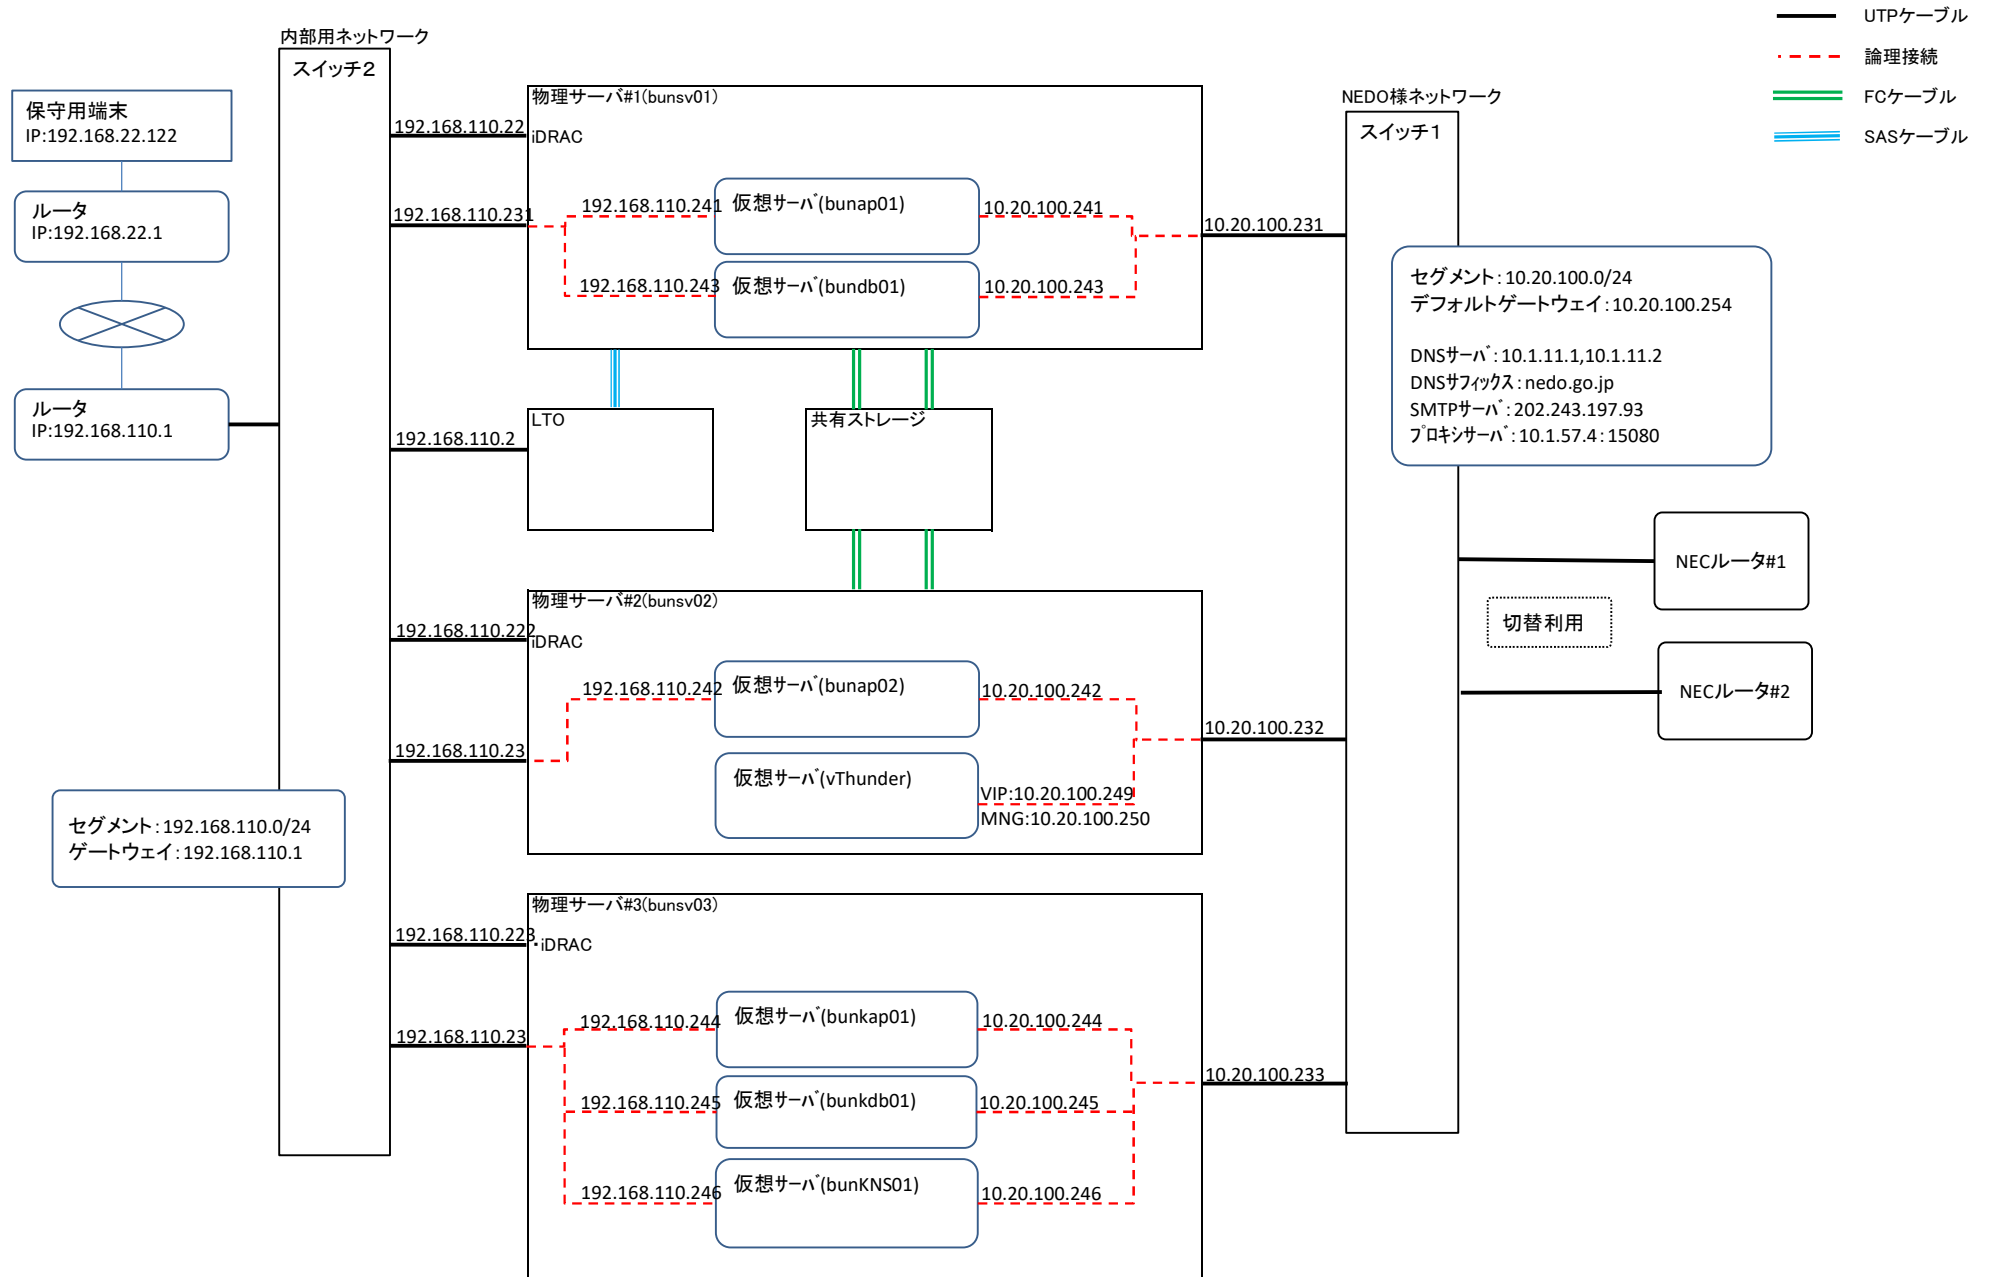 UTPケーブル
論理接続
FCケーブル
SASケーブル
内部用ネットワーク
スイッチ2
保守用端末
IP:192.168.22.122
ルータ
IP:192.168.22.1
ルータ
IP:192.168.110.1
セグメント:192.168.110.0/24
ゲートウェイ:192.168.110.1
192.168.110.22
192.168.110.231
192.168.110.2
192.168.110.222
192.168.110.23
192.168.110.223
192.168.110.23
物理サーバ#1(bunsv01)
iDRAC
192.168.110.241
仮想サーバ(bunap01)
10.20.100.241
192.168.110.243
仮想サーバ(bundb01)
10.20.100.243
LTO
共有ストレージ
物理サーバ#2(bunsv02)
iDRAC
192.168.110.242
仮想サーバ(bunap02)
10.20.100.242
仮想サーバ(vThunder)
VIP:10.20.100.249
MNG:10.20.100.250
物理サーバ#3(bunsv03)
・iDRAC
192.168.110.244
仮想サーバ(bunkap01)
10.20.100.244
192.168.110.245
仮想サーバ(bunkdb01)
10.20.100.245
192.168.110.246
仮想サーバ(bunKNS01)
10.20.100.246
10.20.100.231
10.20.100.232
10.20.100.233
NEDO様ネットワーク
スイッチ1
セグメント:10.20.100.0/24
デフォルトゲートウェイ:10.20.100.254
DNSサーバ:10.1.11.1,10.1.11.2
DNSサフィックス:nedo.go.jp
SMTPサーバ:202.243.197.93
プロキシサーバ:10.1.57.4:15080
NECルータ#1
切替利用
NECルータ#2